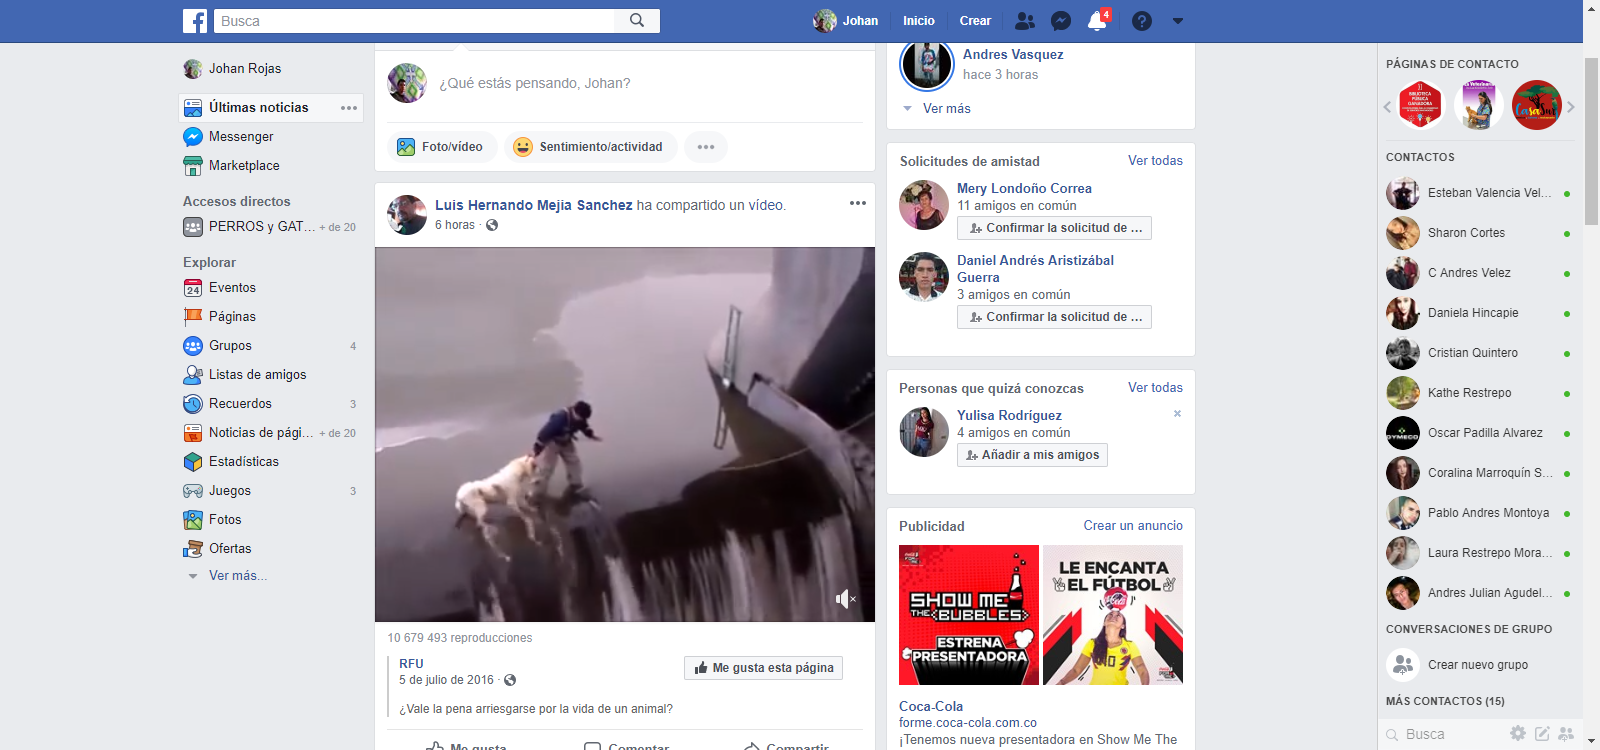 Busca
Johan
Inicio
Crear
4
Johan Rojas
Últimas noticias
Messenger
Marketplace
Accesos directos
PERROS y GAT... + de 20
Explorar
24
Eventos
Páginas
Grupos 4
Listas de amigos
Recuerdos 3
Noticias de pági... + de 20
Estadísticas
Juegos 3
Fotos
Ofertas
Ver más...
¿Qué estás pensando, Johan?
Foto/vídeo
Sentimiento/actividad
Luis Hernando Mejia Sanchez ha compartido un vídeo.
6 horas ·
10 679 493 reproducciones
RFU
5 de julio de 2016 ·
Me gusta esta página
¿Vale la pena arriesgarse por la vida de un animal?
Me gusta
Comentar
Compartir
Andres Vasquez
hace 3 horas
Ver más
Solicitudes de amistad
Ver todas
Mery Londoño Correa
11 amigos en común
Confirmar la solicitud de ...
Daniel Andrés Aristizábal
Guerra
3 amigos en común
Confirmar la solicitud de ...
Personas que quizá conozcas
Ver todas
Yulisa Rodríguez
4 amigos en común
Añadir a mis amigos
Publicidad
Crear un anuncio
SHOW ME
THE BUBBLES
ESTRENA
PRESENTADORA
LE ENCANTA
EL FÚTBOL
Coca-Cola
forme.coca-cola.com.co
¡Tenemos nueva presentadora en Show Me The
PÁGINAS DE CONTACTO
BIBLIOTECA
PÚBLICA
GANADORA
CasaSur
CONTACTOS
Esteban Valencia Vel...
Sharon Cortes
C Andres Velez
Daniela Hincapie
Cristian Quintero
Kathe Restrepo
GYMECO
Oscar Padilla Alvarez
Coralina Marroquín S...
Pablo Andres Montoya
Laura Restrepo Mora...
Andres Julian Agudel...
CONVERSACIONES DE GRUPO
Crear nuevo grupo
MÁS CONTACTOS (15)
Busca